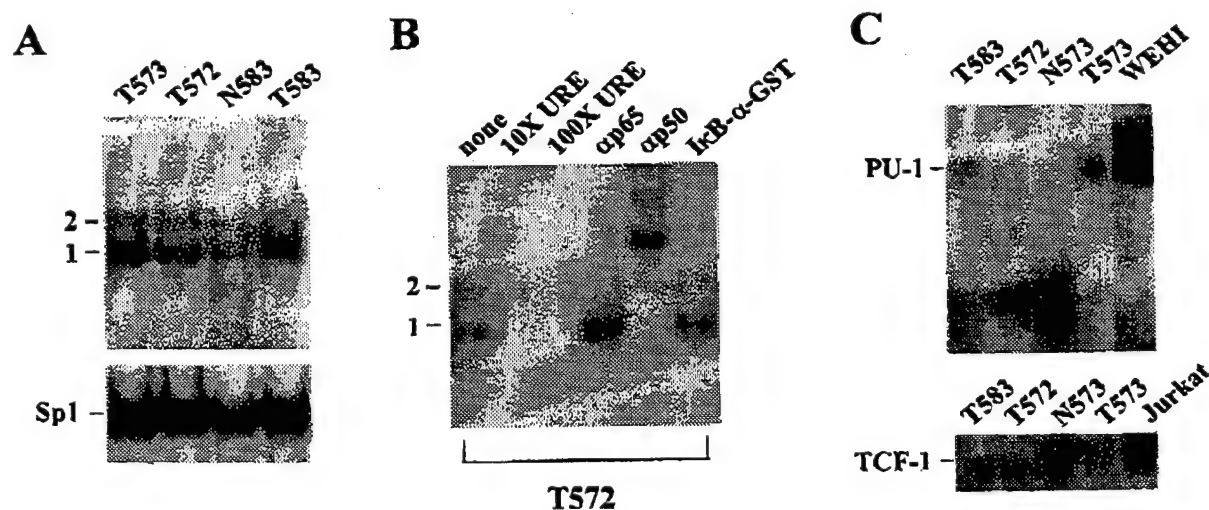 A
T573 T572 N583 T583
2
1
Sp1
B
none 10X URE 100X URE αp65 αp50 IκB-α-GST
2
1
T572
C
T583 T572 N573 T573 WEHI
PU-1
T583 T572 N573 T573 Jurkat
TCF-1